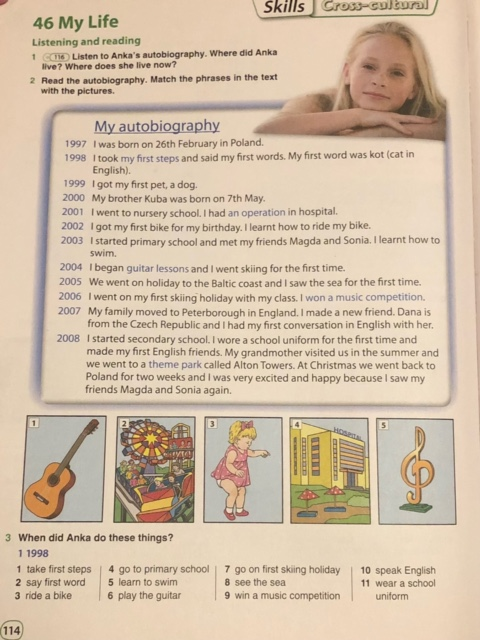 Skills Cross-cultural
46 My Life
Listening and reading
1 116 Listen to Anka's autobiography. Where did Anka
live? Where does she live now?
2 Read the autobiography. Match the phrases in the text
with the pictures.
My autobiography
1997 I was born on 26th February in Poland.
1998 I took my first steps and said my first words. My first word was kot (cat in
English).
1999 I got my first pet, a dog.
2000 My brother Kuba was born on 7th May.
2001 I went to nursery school. I had an operation in hospital.
2002 I got my first bike for my birthday. I learnt how to ride my bike.
2003 I started primary school and met my friends Magda and Sonia. I learnt how to
swim.
2004 I began guitar lessons and I went skiing for the first time.
2005 We went on holiday to the Baltic coast and I saw the sea for the first time.
2006 I went on my first skiing holiday with my class. I won a music competition.
2007 My family moved to Peterborough in England. I made a new friend. Dana is
from the Czech Republic and I had my first conversation in English with her.
2008 I started secondary school. I wore a school uniform for the first time and
made my first English friends. My grandmother visited us in the summer and
we went to a theme park called Alton Towers. At Christmas we went back to
Poland for two weeks and I was very excited and happy because I saw my
friends Magda and Sonia again.
1 2 3 4 5
HOSPITAL
3 When did Anka do these things?
1 1998
1 take first steps 4 go to primary school 7 go on first skiing holiday 10 speak English
2 say first word 5 learn to swim 8 see the sea 11 wear a school
3 ride a bike 6 play the guitar 9 win a music competition uniform
114